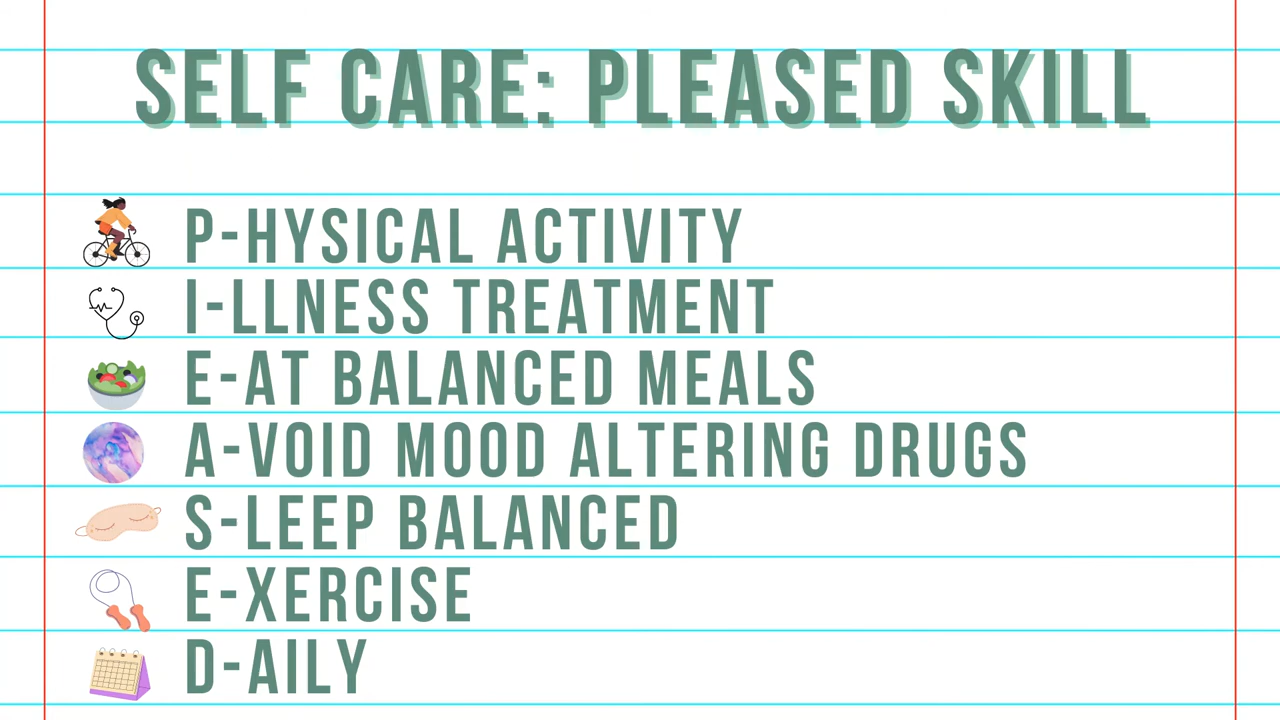 SELF CARE: PLEASED SKILL
P-HYSICAL ACTIVITY
I-LLNESS TREATMENT
E-AT BALANCED MEALS
A-VOID MOOD ALTERING DRUGS
S-LEEP BALANCED
E-XERCISE
D-AILY